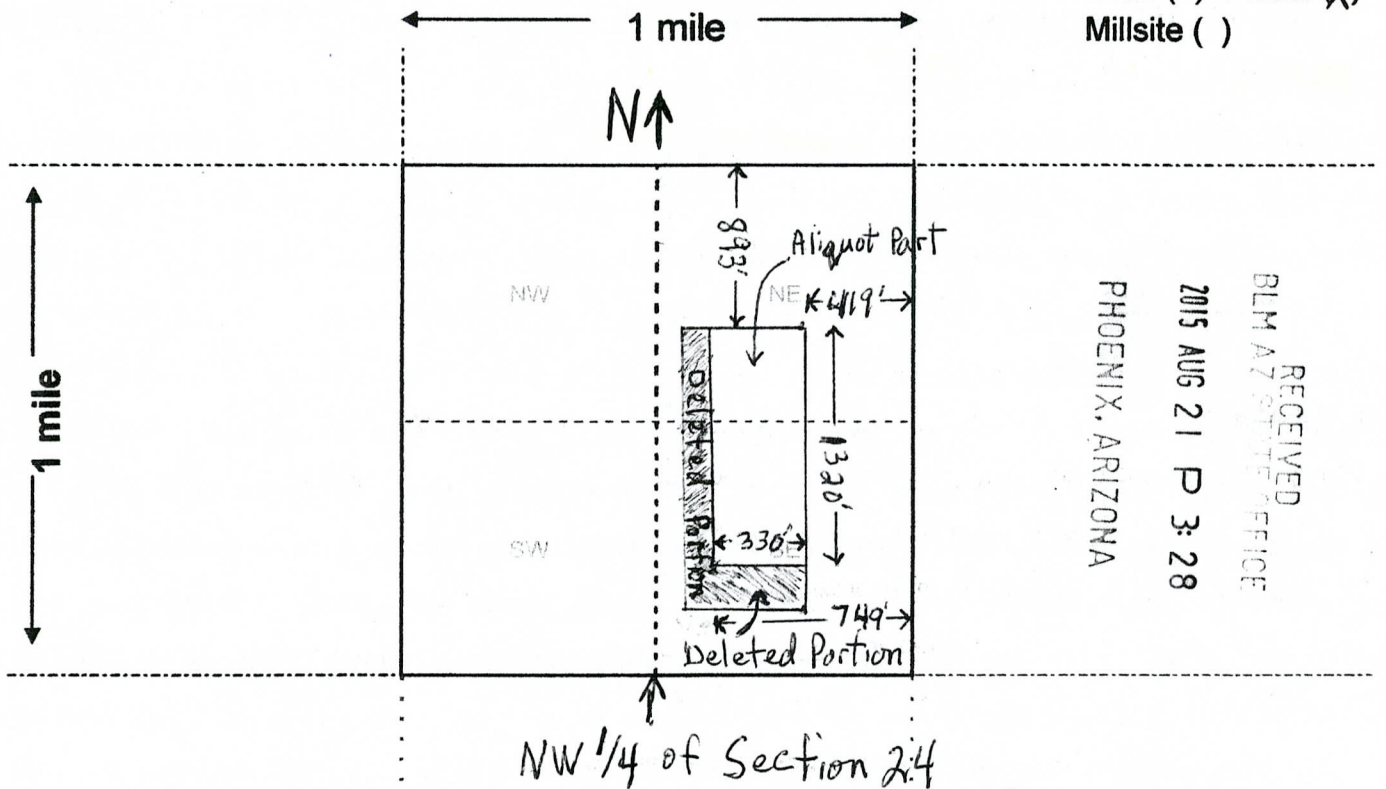 1 mile
Millsite ( )
N
1 mile
893'
Aliquot Part
NW
NE
419'
Deleted Portion
1320'
SW
330'
SE
749'
Deleted Portion
NW 1/4 of Section 24
RECEIVED
BLM AZ STATE OFFICE
2015 AUG 21 P 3:28
PHOENIX, ARIZONA